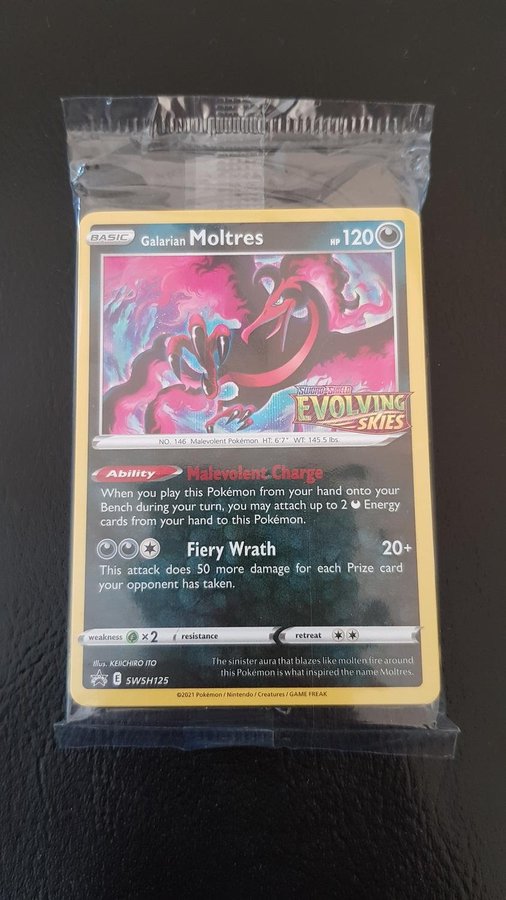 BASIC Galarian Moltres HP 120
SWORD & SHIELD
EVOLVING
SKIES
NO. 146 Malevolent Pokémon HT: 6'7" WT: 145.5 lbs.
Ability Malevolent Charge
When you play this Pokémon from your hand onto your
Bench during your turn, you may attach up to 2 Energy
cards from your hand to this Pokémon.
Fiery Wrath 20+
This attack does 50 more damage for each Prize card
your opponent has taken.
weakness ×2 resistance retreat
Illus. KEIICHIRO ITO
The sinister aura that blazes like molten fire around
this Pokémon is what inspired the name Moltres.
E SWSH125
©2021 Pokémon / Nintendo / Creatures / GAME FREAK